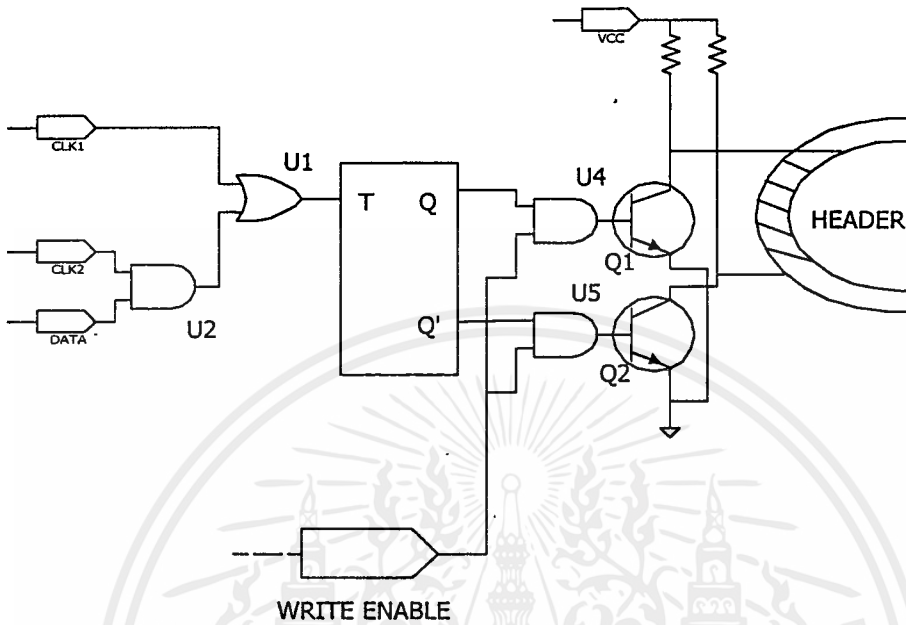 VCC
CLK1
U1
T Q
U4
HEADER
Q1
CLK2
U2
DATA
Q'
U5
Q2
WRITE ENABLE